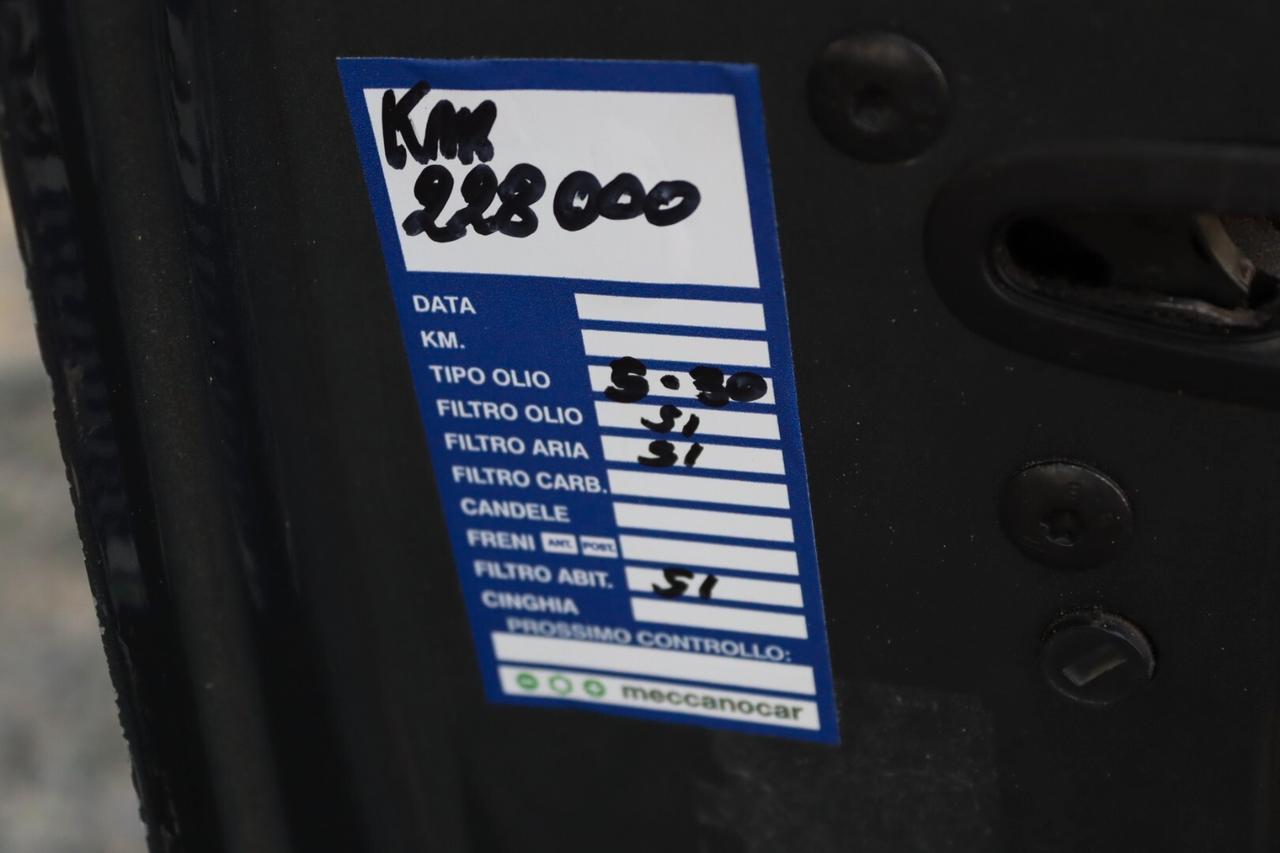 Km
228000
DATA
KM.
TIPO OLIO 5.30
FILTRO OLIO SI
FILTRO ARIA SI
FILTRO CARB.
CANDELE
FRENI ANT. POST.
FILTRO ABIT. SI
CINGHIA
PROSSIMO CONTROLLO:
meccanocar